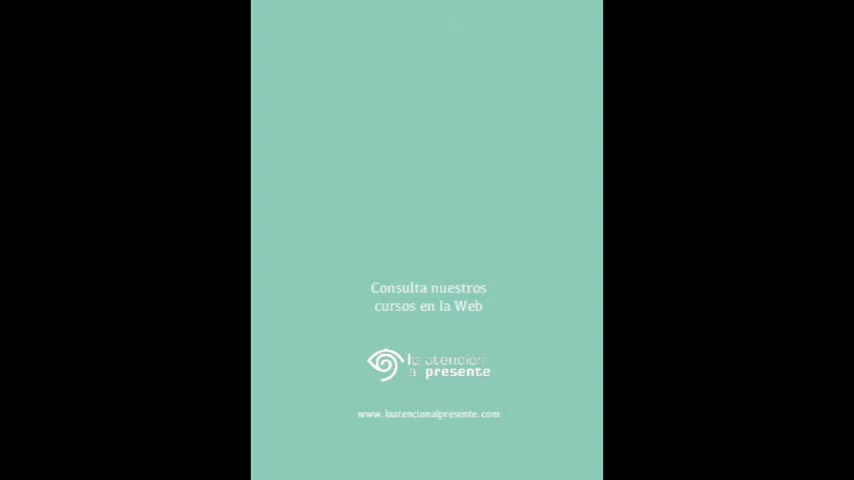 Consulta nuestros
cursos en la Web
la atención
al presente
www.laatencionalpresente.com